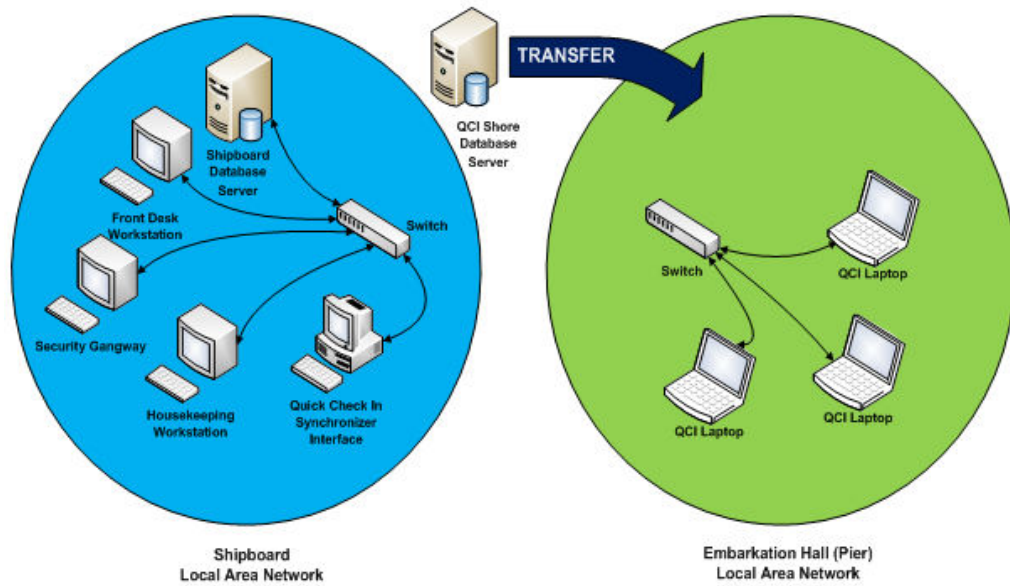 TRANSFER
QCI Shore
Database
Server
Shipboard
Database
Server
Front Desk
Workstation
Switch
Security Gangway
Housekeeping
Workstation
Quick Check In
Synchronizer
Interface
Switch
QCI Laptop
QCI Laptop
QCI Laptop
Shipboard
Local Area Network
Embarkation Hall (Pier)
Local Area Network